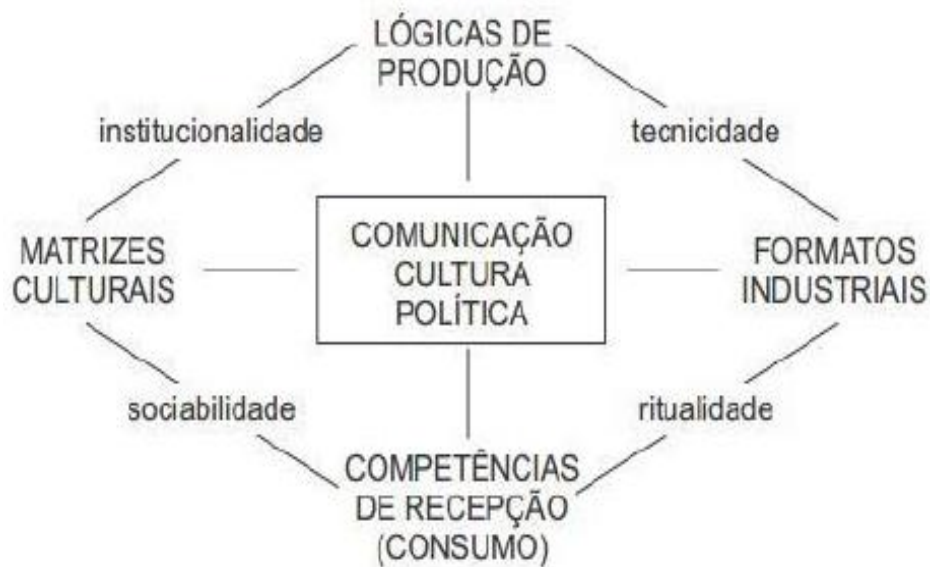 LÓGICAS DE
PRODUÇÃO
institucionalidade
tecnicidade
MATRIZES
CULTURAIS
COMUNICAÇÃO
CULTURA
POLÍTICA
FORMATOS
INDUSTRIAIS
sociabilidade
ritualidade
COMPETÊNCIAS
DE RECEPÇÃO
(CONSUMO)